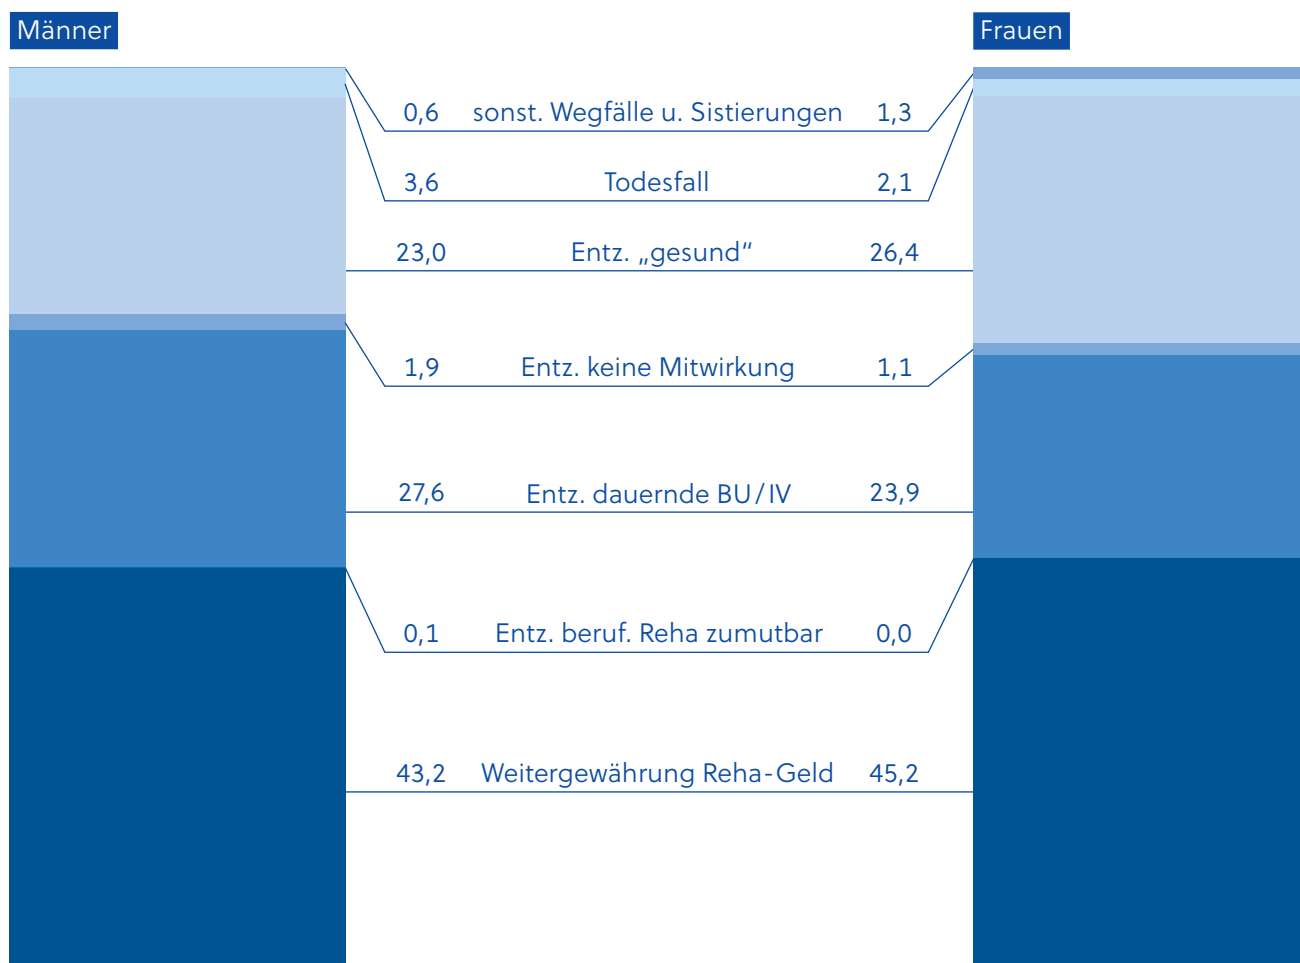 Männer Frauen
0,6 sonst. Wegfälle u. Sistierungen 1,3
3,6 Todesfall 2,1
23,0 Entz. „gesund“ 26,4
1,9 Entz. keine Mitwirkung 1,1
27,6 Entz. dauernde BU/IV 23,9
0,1 Entz. beruf. Reha zumutbar 0,0
43,2 Weitergewährung Reha-Geld 45,2